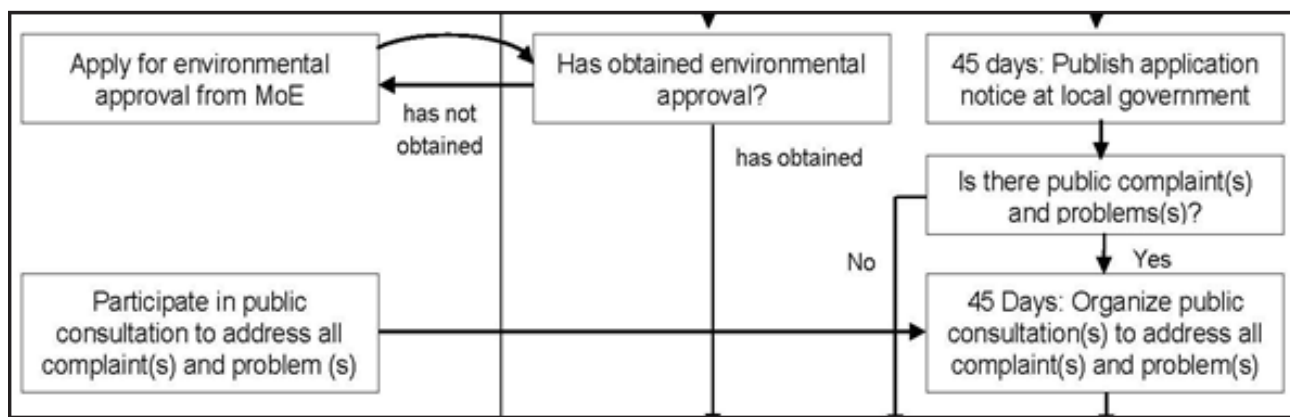 Apply for environmental
approval from MoE
has not
obtained
Has obtained environmental
approval?
has obtained
45 days: Publish application
notice at local government
Is there public complaint(s)
and problems(s)?
No
Yes
Participate in public
consultation to address all
complaint(s) and problem (s)
45 Days: Organize public
consultation(s) to address all
complaint(s) and problem(s)